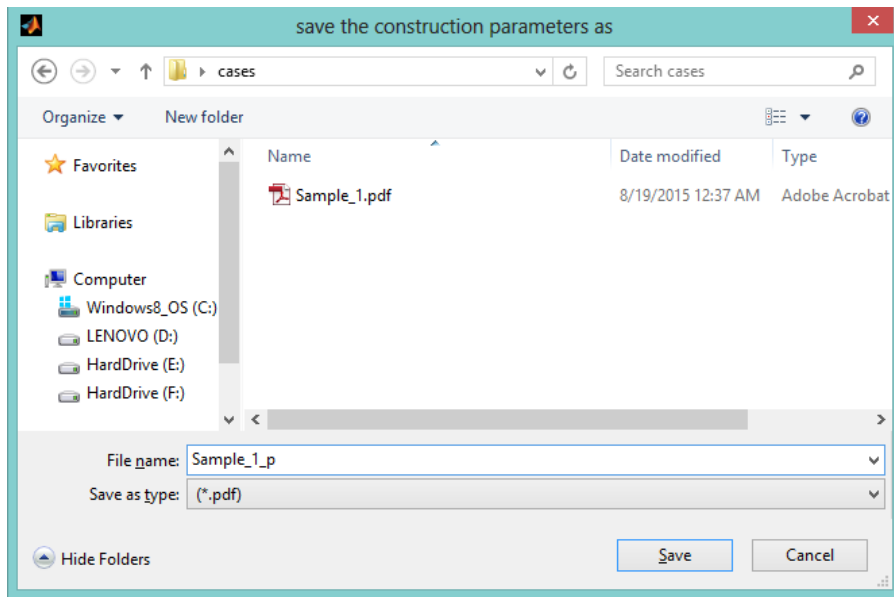 save the construction parameters as
cases
Search cases
Organize
New folder
Name
Date modified
Type
Favorites
Sample_1.pdf
8/19/2015 12:37 AM
Adobe Acrobat
Libraries
Computer
Windows8_OS (C:)
LENOVO (D:)
HardDrive (E:)
HardDrive (F:)
File name: Sample_1_p
Save as type: (*.pdf)
Hide Folders
Save
Cancel